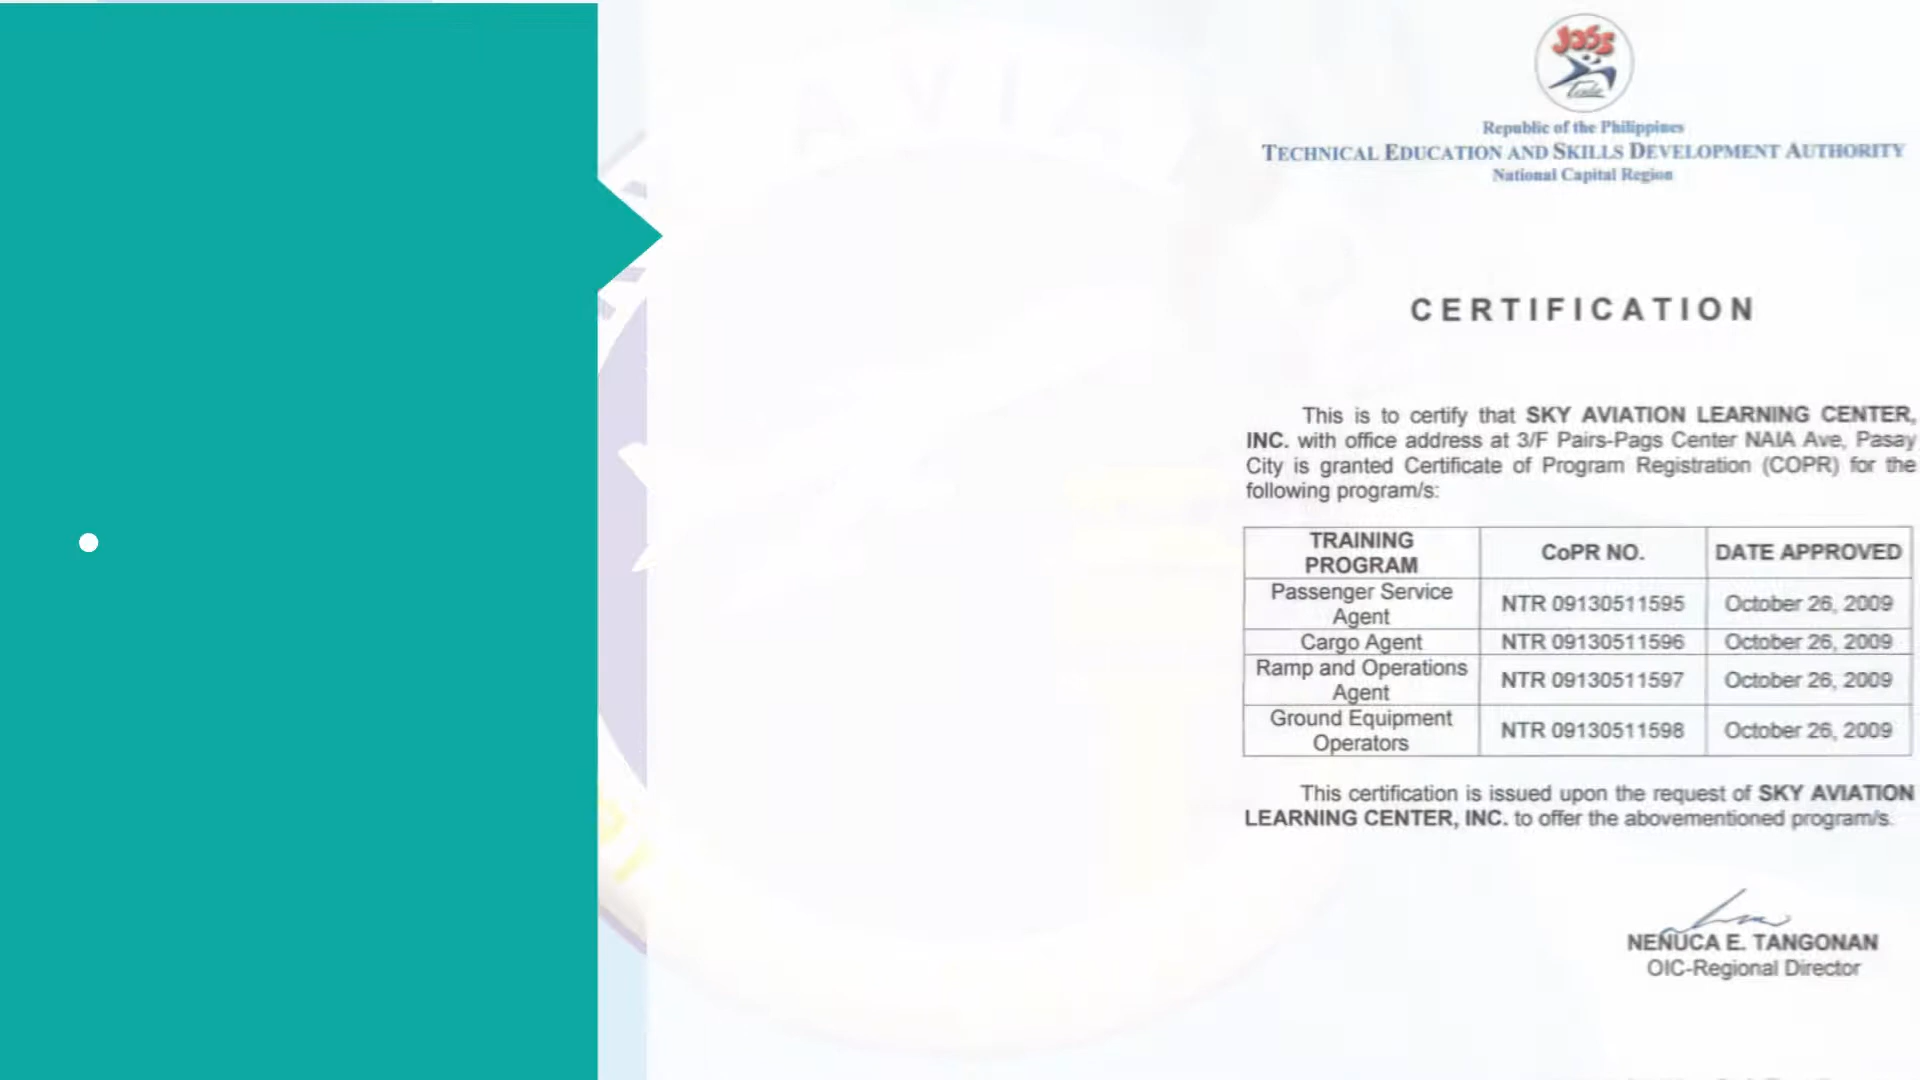 JOBS
Republic of the Philippines
TECHNICAL EDUCATION AND SKILLS DEVELOPMENT AUTHORITY
National Capital Region
CERTIFICATION
This is to certify that SKY AVIATION LEARNING CENTER,
INC. with office address at 3/F Pairs-Pags Center NAIA Ave, Pasay
City is granted Certificate of Program Registration (COPR) for the
following program/s:
TRAINING PROGRAM CoPR NO. DATE APPROVED
Passenger Service Agent NTR 09130511595 October 26, 2009
Cargo Agent NTR 09130511596 October 26, 2009
Ramp and Operations Agent NTR 09130511597 October 26, 2009
Ground Equipment Operators NTR 09130511598 October 26, 2009
This certification is issued upon the request of SKY AVIATION
LEARNING CENTER, INC. to offer the abovementioned program/s.
NENUCA E. TANGONAN
OIC-Regional Director